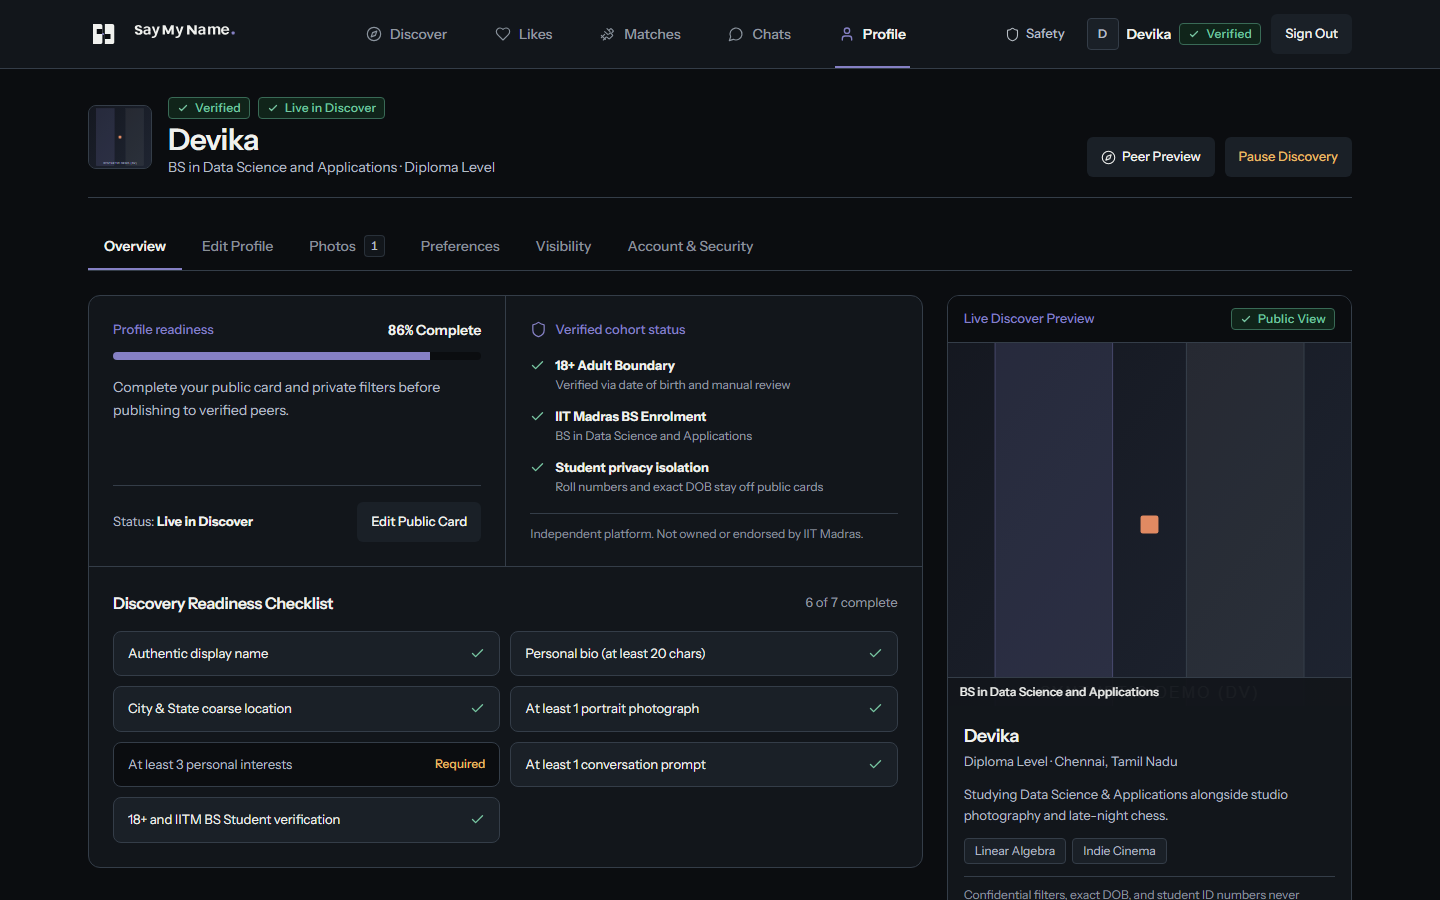 Say My Name.
Discover
Likes
Matches
Chats
Profile
Safety
D
Devika
Verified
Sign Out
Verified
Live in Discover
Devika
BS in Data Science and Applications · Diploma Level
Peer Preview
Pause Discovery
Overview
Edit Profile
Photos 1
Preferences
Visibility
Account & Security
Profile readiness
86% Complete
Complete your public card and private filters before
publishing to verified peers.
Status: Live in Discover
Edit Public Card
Verified cohort status
18+ Adult Boundary
Verified via date of birth and manual review
IIT Madras BS Enrolment
BS in Data Science and Applications
Student privacy isolation
Roll numbers and exact DOB stay off public cards
Independent platform. Not owned or endorsed by IIT Madras.
Discovery Readiness Checklist
6 of 7 complete
Authentic display name
Personal bio (at least 20 chars)
City & State coarse location
At least 1 portrait photograph
At least 3 personal interests
Required
At least 1 conversation prompt
18+ and IITM BS Student verification
Live Discover Preview
Public View
BS in Data Science and Applications
DEMO (DV)
Devika
Diploma Level · Chennai, Tamil Nadu
Studying Data Science & Applications alongside studio
photography and late-night chess.
Linear Algebra
Indie Cinema
Confidential filters, exact DOB, and student ID numbers never